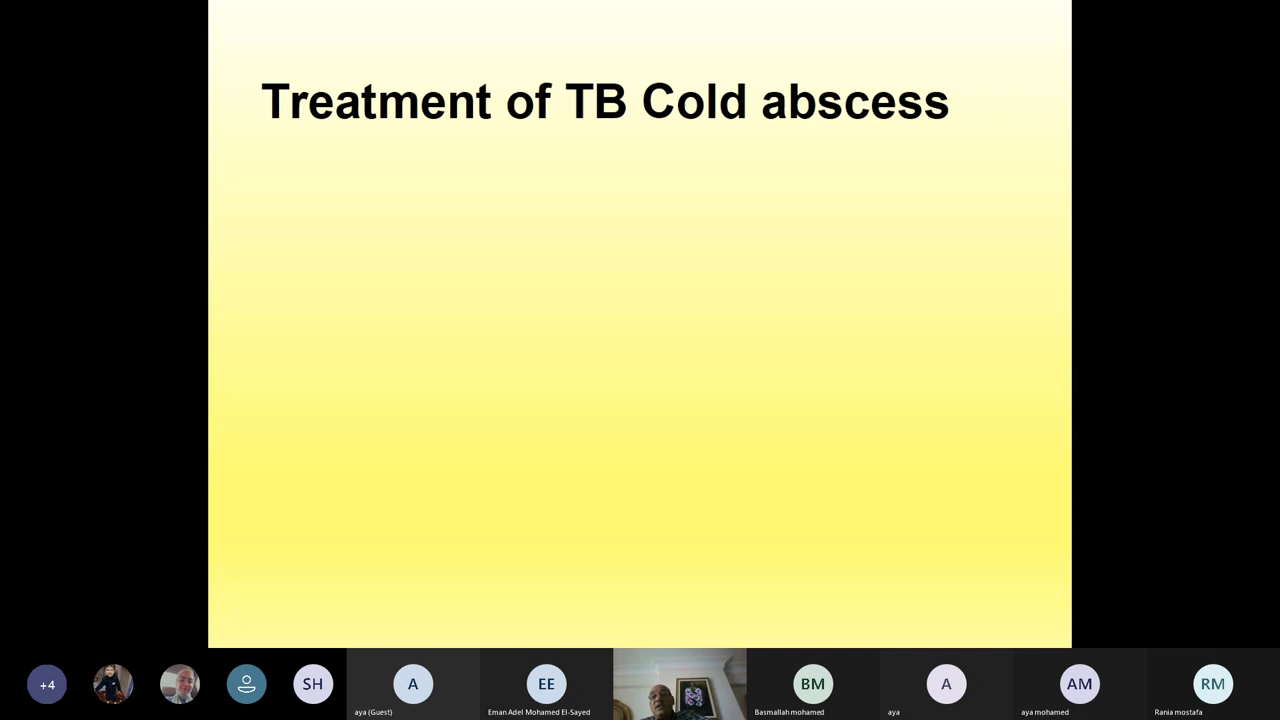 Treatment of TB Cold abscess
+4
SH
A
EE
BM
A
AM
RM
aya (Guest)
Eman Adel Mohamed El-Sayed
Basmallah mohamed
aya
aya mohamed
Rania mostafa